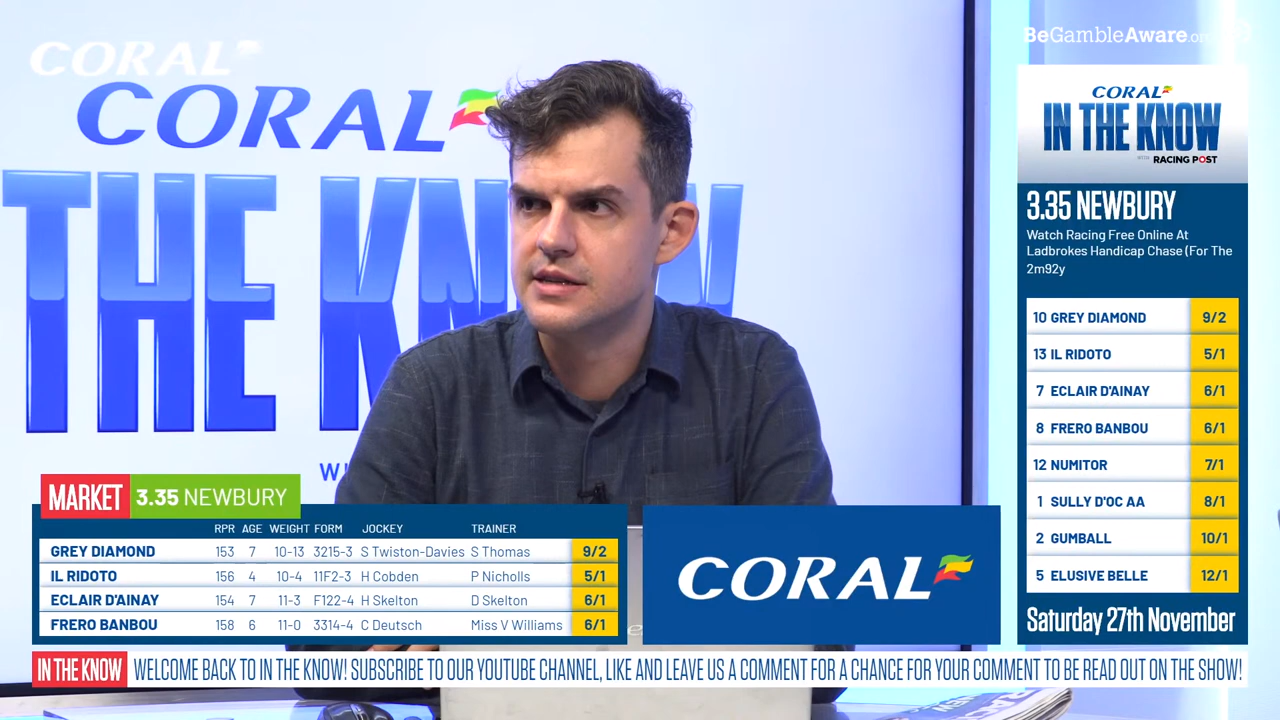 CORAL
CORAL
THE KNOW
BeGambleAware.org
CORAL
IN THE KNOW
WITH RACING POST
3.35 NEWBURY
Watch Racing Free Online At
Ladbrokes Handicap Chase (For The
2m92y
10 GREY DIAMOND 9/2
13 IL RIDOTO 5/1
7 ECLAIR D'AINAY 6/1
8 FRERO BANBOU 6/1
12 NUMITOR 7/1
1 SULLY D'OC AA 8/1
2 GUMBALL 10/1
5 ELUSIVE BELLE 12/1
Saturday 27th November
MARKET 3.35 NEWBURY
RPR AGE WEIGHT FORM JOCKEY TRAINER
GREY DIAMOND 153 7 10-13 3215-3 S Twiston-Davies S Thomas 9/2
IL RIDOTO 156 4 10-4 11F2-3 H Cobden P Nicholls 5/1
ECLAIR D'AINAY 154 7 11-3 F122-4 H Skelton D Skelton 6/1
FRERO BANBOU 158 6 11-0 3314-4 C Deutsch Miss V Williams 6/1
CORAL
IN THE KNOW WELCOME BACK TO IN THE KNOW! SUBSCRIBE TO OUR YOUTUBE CHANNEL, LIKE AND LEAVE US A COMMENT FOR A CHANCE FOR YOUR COMMENT TO BE READ OUT ON THE SHOW!